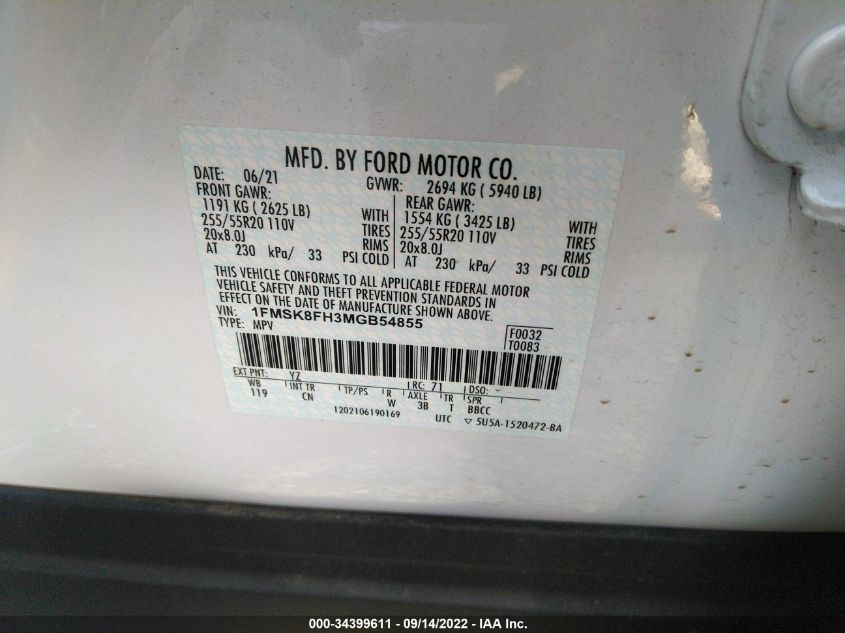 MFD. BY FORD MOTOR CO.
DATE: 06/21 GVWR: 2694 KG ( 5940 LB)
FRONT GAWR: REAR GAWR:
1191 KG ( 2625 LB) WITH 1554 KG ( 3425 LB) WITH
255/55R20 110V TIRES 255/55R20 110V TIRES
20x8.0J RIMS 20x8.0J RIMS
AT 230 kPa/ 33 PSI COLD AT 230 kPa/ 33 PSI COLD
THIS VEHICLE CONFORMS TO ALL APPLICABLE FEDERAL MOTOR
VEHICLE SAFETY AND THEFT PREVENTION STANDARDS IN
EFFECT ON THE DATE OF MANUFACTURE SHOWN ABOVE.
VIN: 1FMSK8FH3MGB54855
TYPE: MPV
F0032
T0083
EXT PNT: YZ RC: 71 DSO: -
WB INT TR TP/PS R AXLE TR SPR
119 CN W 3B T BBCC
1202106190169 UTC ▽ 5U5A-1520472-BA
000-34399611 - 09/14/2022 - IAA Inc.